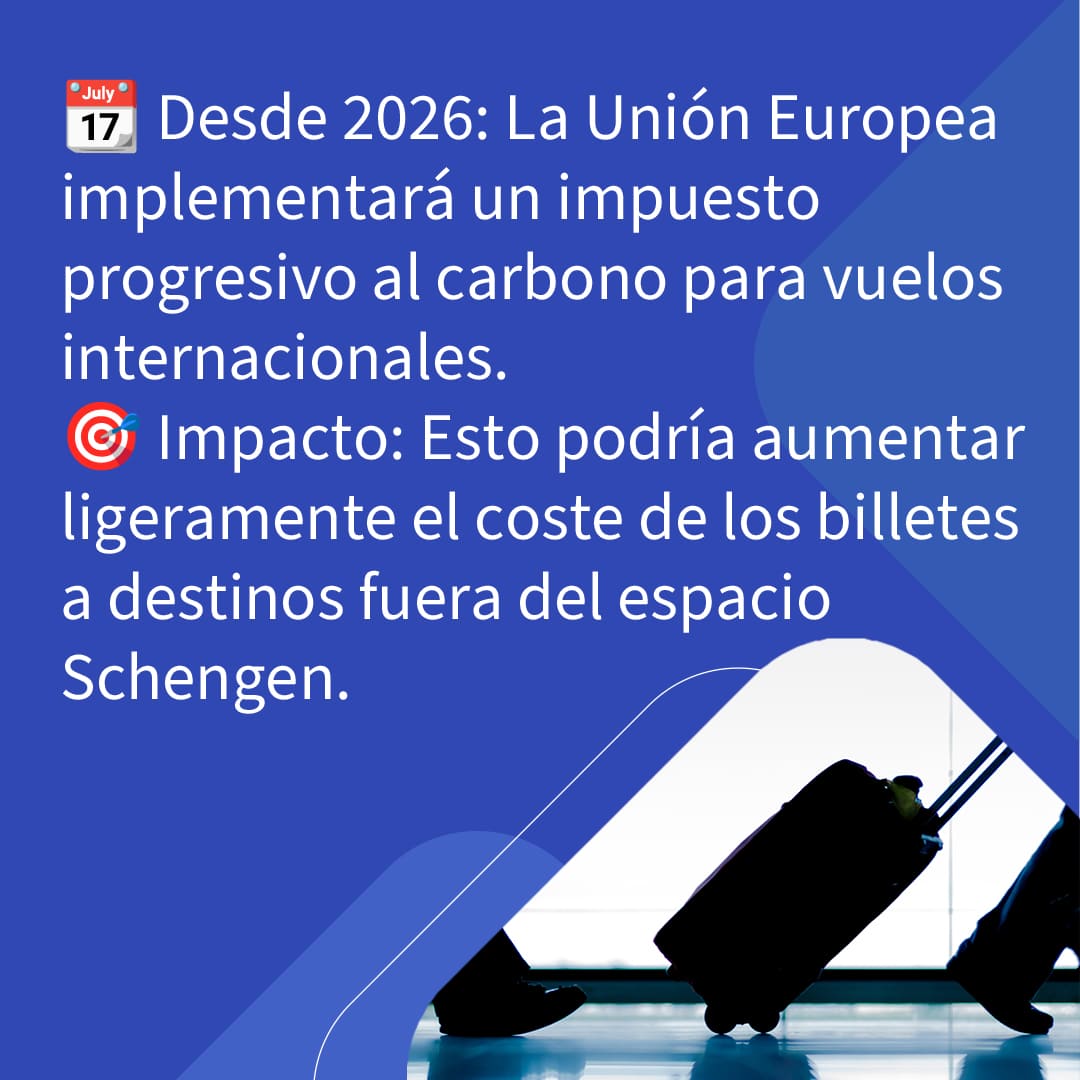 July
17
Desde 2026: La Unión Europea
implementará un impuesto
progresivo al carbono para vuelos
internacionales.
Impacto: Esto podría aumentar
ligeramente el coste de los billetes
a destinos fuera del espacio
Schengen.